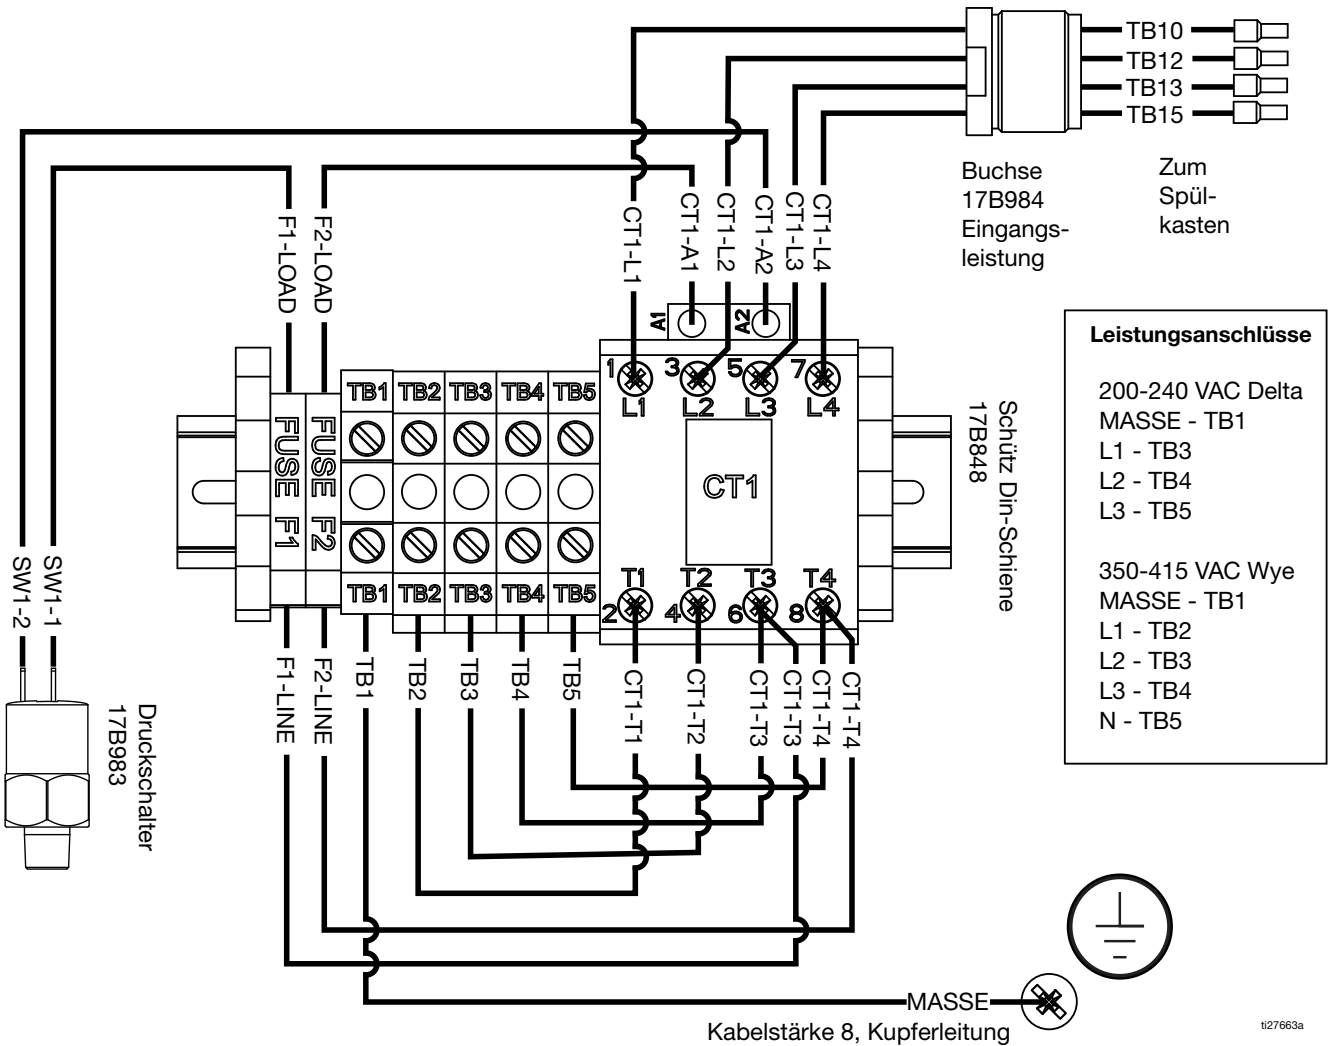 TB10
TB12
TB13
TB15
Buchse
17B984
Eingangs-
leistung
Zum
Spül-
kasten
F1-LOAD
F2-LOAD
CT1-L1
CT1-A1
CT1-L2
CT1-A2
CT1-L3
CT1-L4
A1
A2
1
3
5
7
L1
L2
L3
L4
FUSE F1
FUSE F2
TB1
TB2
TB3
TB4
TB5
CT1
Schütz Din-Schiene
17B848
Leistungsanschlüsse
200-240 VAC Delta
MASSE - TB1
L1 - TB3
L2 - TB4
L3 - TB5
350-415 VAC Wye
MASSE - TB1
L1 - TB2
L2 - TB3
L3 - TB4
N - TB5
SW1-2
SW1-1
TB1
TB2
TB3
TB4
TB5
T1
T2
T3
T4
2
4
6
8
F1-LINE
F2-LINE
TB1
TB2
TB3
TB4
TB5
CT1-T1
CT1-T2
CT1-T3
CT1-T3
CT1-T4
CT1-T4
Druckschalter
17B983
MASSE
Kabelstärke 8, Kupferleitung
ti27663a